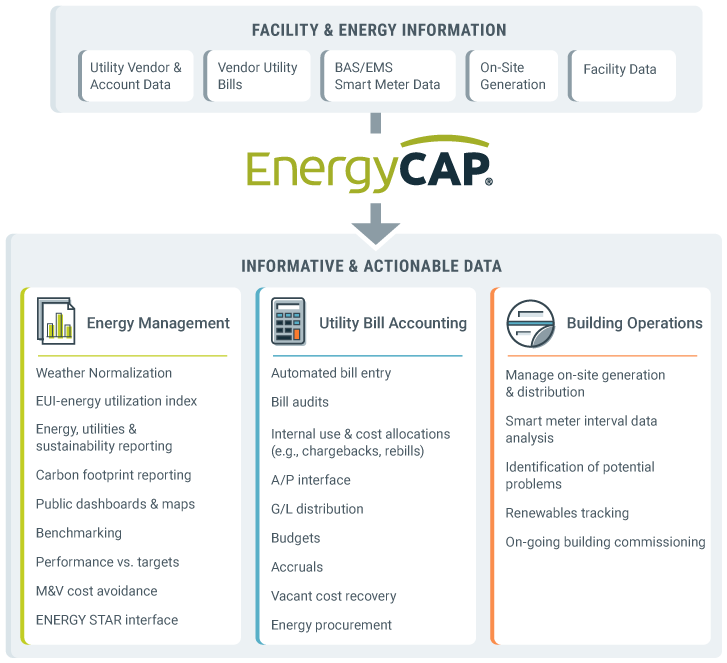 FACILITY & ENERGY INFORMATION
Utility Vendor &
Account Data
Vendor Utility
Bills
BAS/EMS
Smart Meter Data
On-Site
Generation
Facility Data
EnergyCAP®
INFORMATIVE & ACTIONABLE DATA
Energy Management
Weather Normalization
EUI-energy utilization index
Energy, utilities &
sustainability reporting
Carbon footprint reporting
Public dashboards & maps
Benchmarking
Performance vs. targets
M&V cost avoidance
ENERGY STAR interface
Utility Bill Accounting
Automated bill entry
Bill audits
Internal use & cost allocations
(e.g., chargebacks, rebills)
A/P interface
G/L distribution
Budgets
Accruals
Vacant cost recovery
Energy procurement
Building Operations
Manage on-site generation
& distribution
Smart meter interval data
analysis
Identification of potential
problems
Renewables tracking
On-going building commissioning